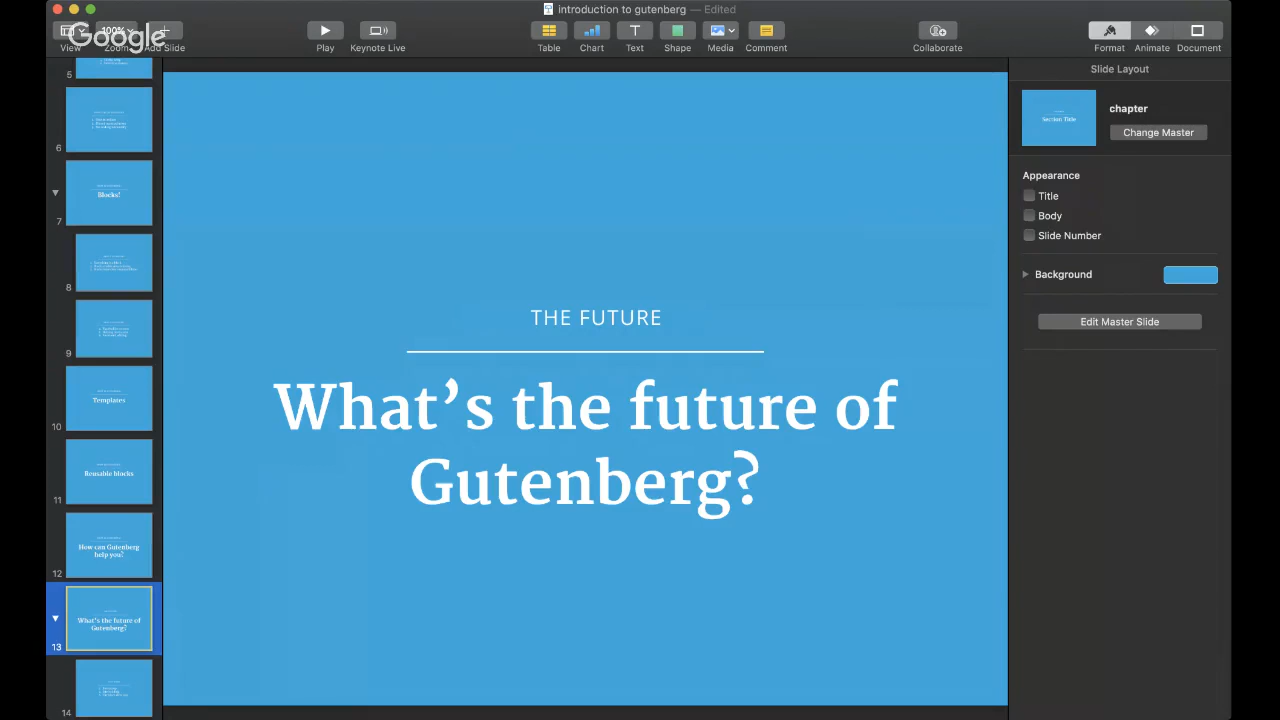 introduction to gutenberg — Edited
Google
View
100%
Zoom
Add Slide
Play
Keynote Live
Table
Chart
Text
Shape
Media
Comment
Collaborate
Format
Animate
Document
5
6
Blocks!
7
8
9
Templates
10
Reusable blocks
11
How can Gutenberg
help you?
12
What's the future of
Gutenberg?
13
14
THE FUTURE
What's the future of
Gutenberg?
Slide Layout
Section Title
chapter
Change Master
Appearance
Title
Body
Slide Number
Background
Edit Master Slide